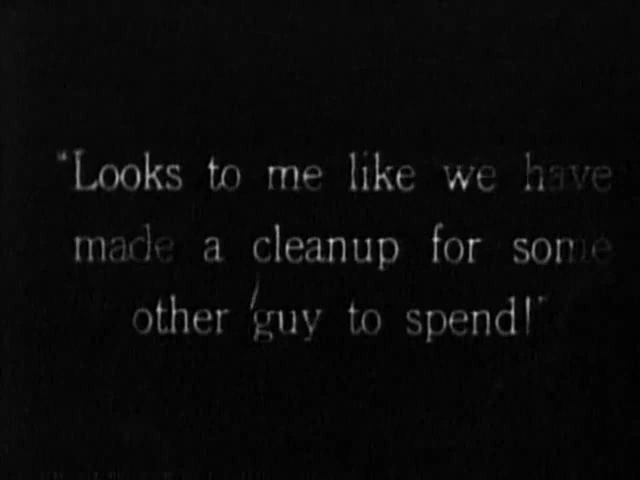 "Looks to me like we have
made a cleanup for some
other guy to spend!"